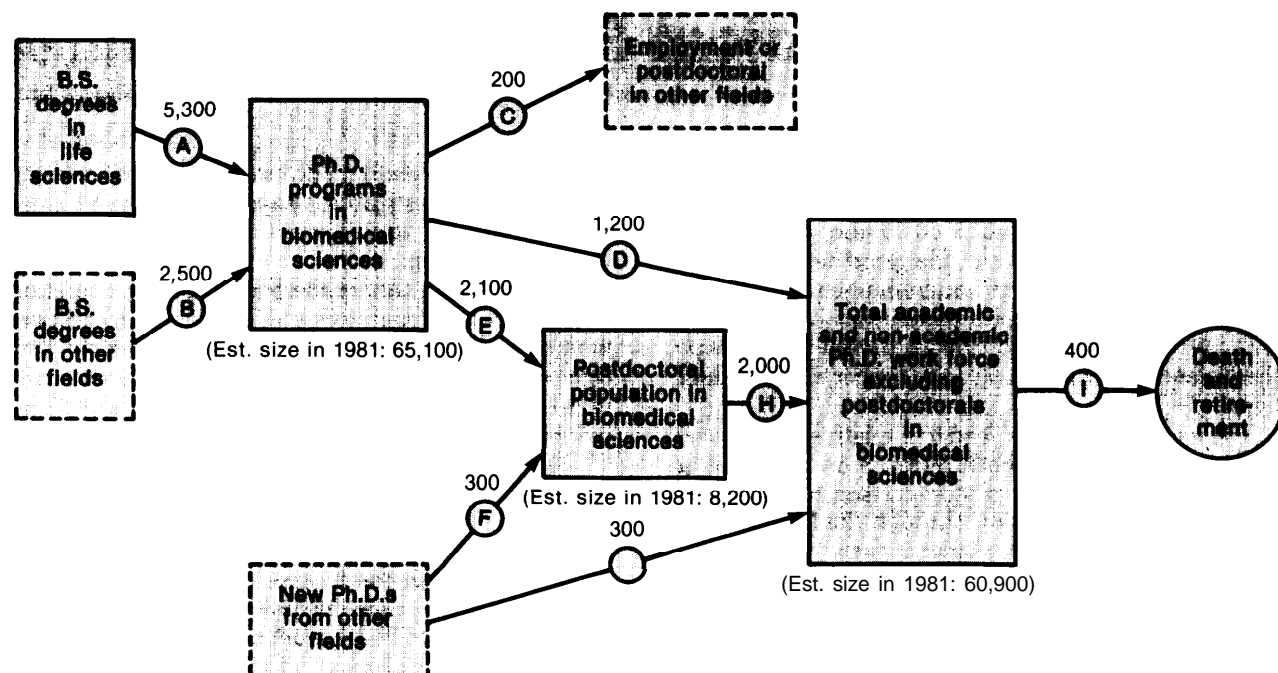 B.S.
degrees
in
life
sciences
5,300
A
B.S.
degrees
in other
fields
2,500
B
Ph.D.
programs
in
biomedical
sciences
(Est. size in 1981: 65,100)
200
C
Employment or
postdoctoral
in other fields
1,200
D
2,100
E
Postdoctoral
population in
biomedical
sciences
(Est. size in 1981: 8,200)
300
F
New Ph.D.s
from other
fields
300
2,000
H
Total academic
and non-academic
Ph.D. work force
excluding
postdoctorals
in
biomedical
sciences
(Est. size in 1981: 60,900)
400
I
Death
and
retire-
ment